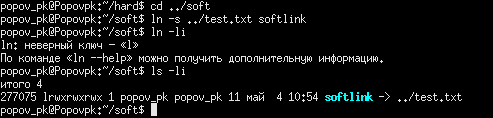 popov_pk@Popovpk:~/hard$ cd ../soft
popov_pk@Popovpk:~/soft$ ln -s ../test.txt softlink
popov_pk@Popovpk:~/soft$ ln -li
ln: неверный ключ — «l»
По команде «ln --help» можно получить дополнительную информацию.
popov_pk@Popovpk:~/soft$ ls -li
итого 4
277075 lrwxrwxrwx 1 popov_pk popov_pk 11 май  4 10:54 softlink -> ../test.txt
popov_pk@Popovpk:~/soft$